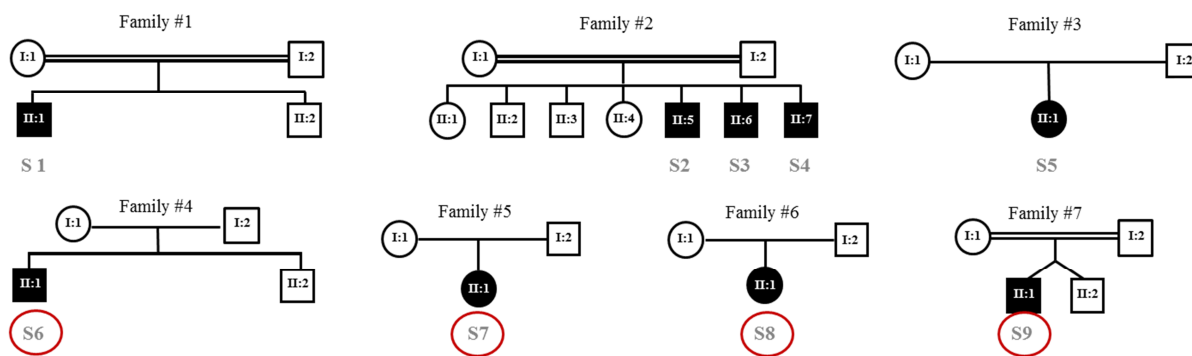 Family #1
I:1 I:2
II:1 II:2
S 1
Family #2
I:1 I:2
II:1 II:2 II:3 II:4 II:5 II:6 II:7
S2 S3 S4
Family #3
I:1 I:2
II:1
S5
Family #4
I:1 I:2
II:1 II:2
S6
Family #5
I:1 I:2
II:1
S7
Family #6
I:1 I:2
II:1
S8
Family #7
I:1 I:2
II:1 II:2
S9